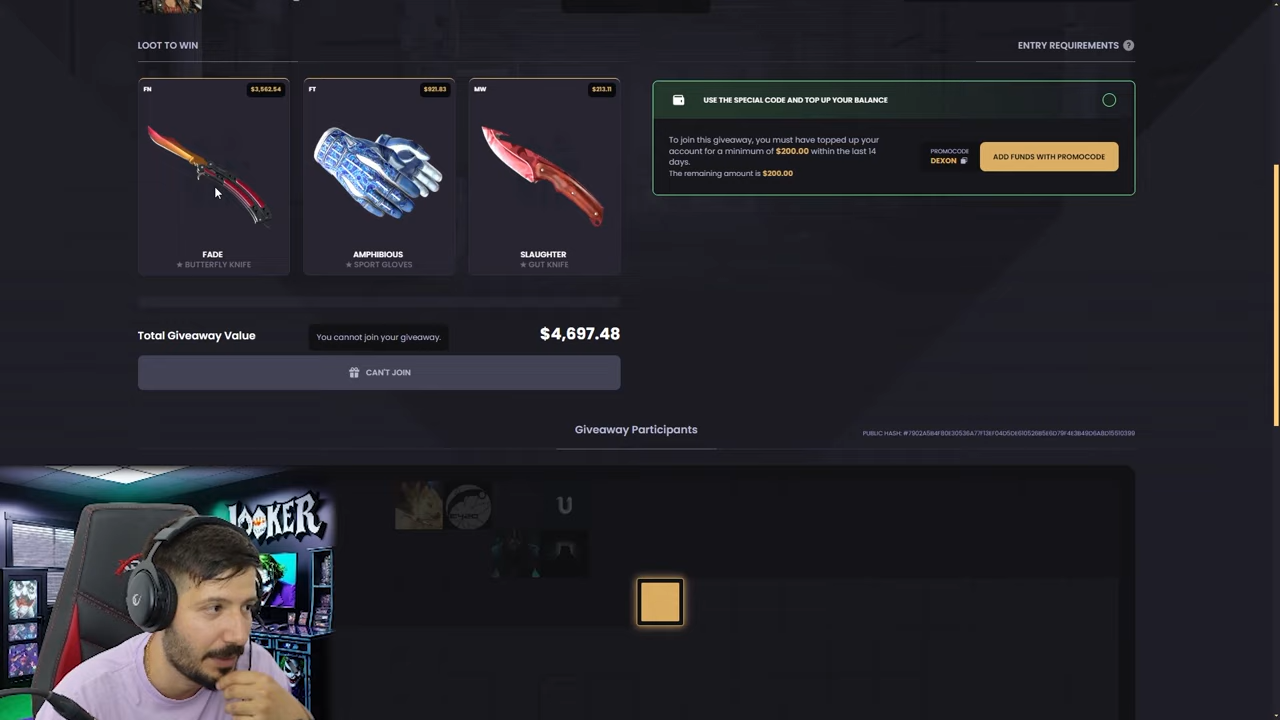 LOOT TO WIN
ENTRY REQUIREMENTS ?
FN
$3,562.54
FT
$921.83
MW
$213.11
FADE
★ BUTTERFLY KNIFE
AMPHIBIOUS
★ SPORT GLOVES
SLAUGHTER
★ GUT KNIFE
USE THE SPECIAL CODE AND TOP UP YOUR BALANCE
To join this giveaway, you must have topped up your
account for a minimum of $200.00 within the last 14
days.
The remaining amount is $200.00
PROMOCODE
DEXON
ADD FUNDS WITH PROMOCODE
Total Giveaway Value
You cannot join your giveaway.
$4,697.48
CAN'T JOIN
Giveaway Participants
PUBLIC HASH:
JOKER